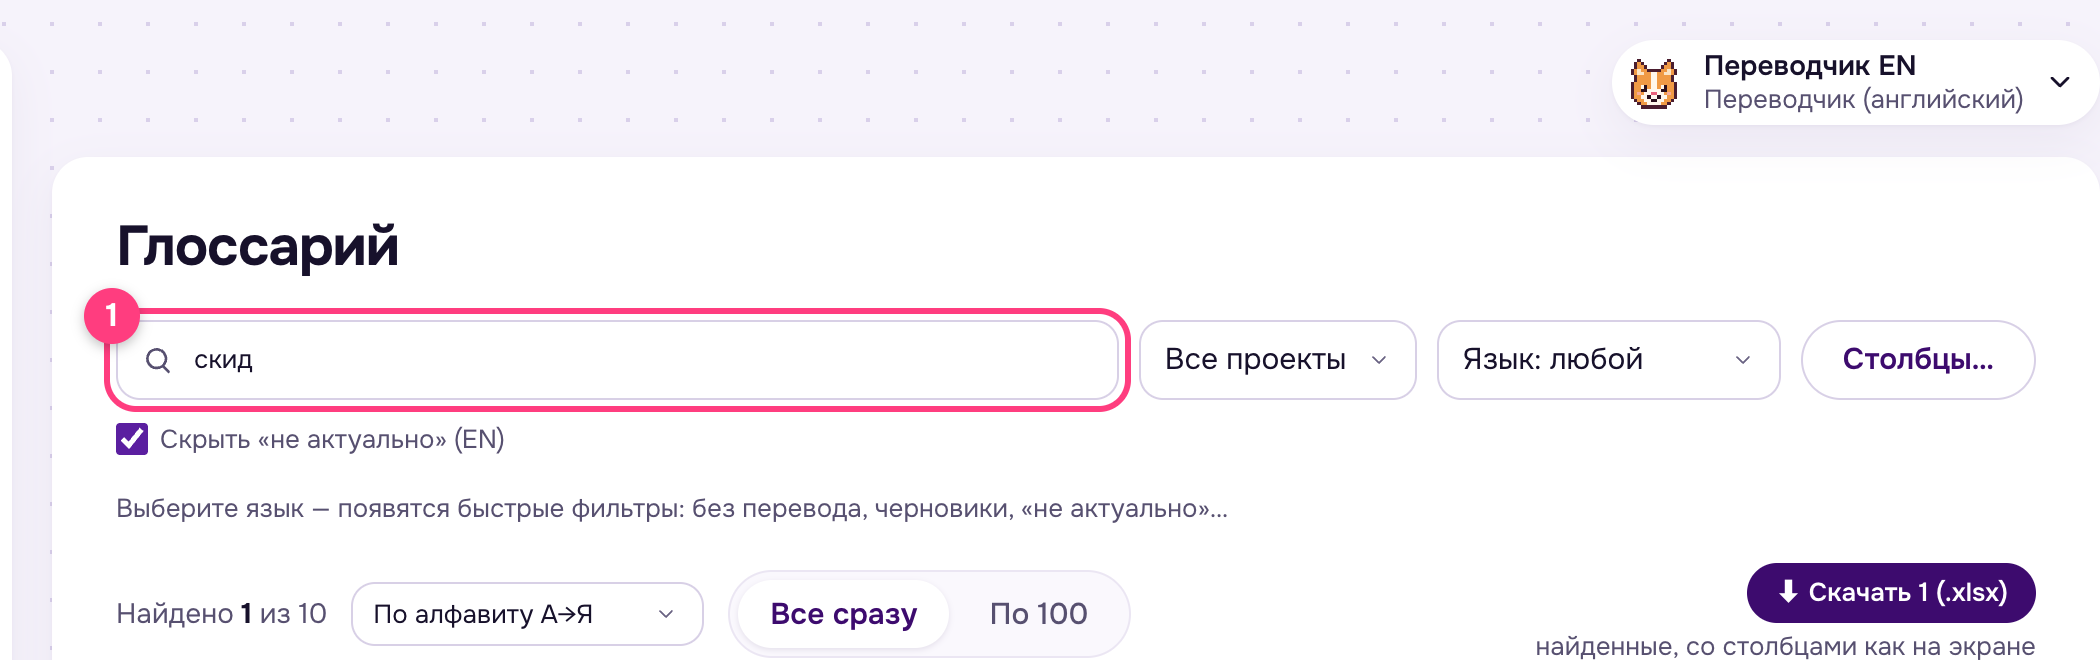 Переводчик EN
Переводчик (английский)
Глоссарий
1
скид
Все проекты
Язык: любой
Столбцы...
Скрыть «не актуально» (EN)
Выберите язык — появятся быстрые фильтры: без перевода, черновики, «не актуально»...
Найдено 1 из 10
По алфавиту А→Я
Все сразу
По 100
Скачать 1 (.xlsx)
найденные, со столбцами как на экране